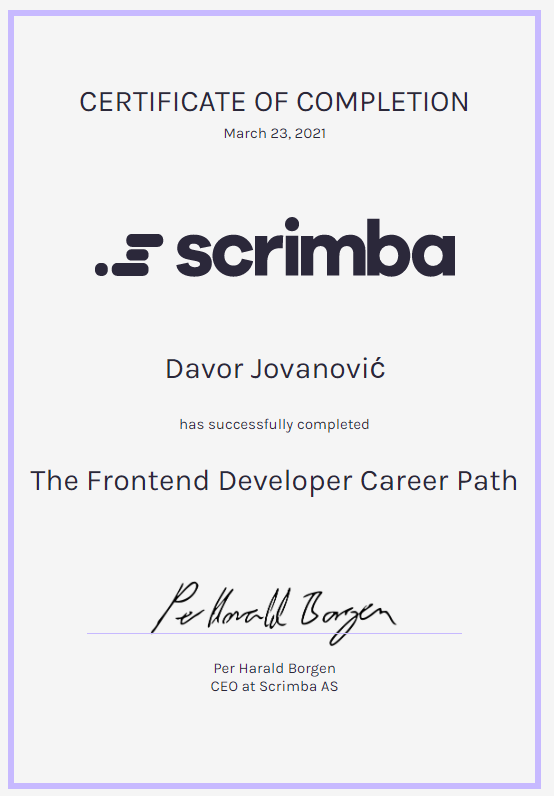 CERTIFICATE OF COMPLETION
March 23, 2021
scrimba
Davor Jovanović
has successfully completed
The Frontend Developer Career Path
Per Harald Borgen
Per Harald Borgen
CEO at Scrimba AS